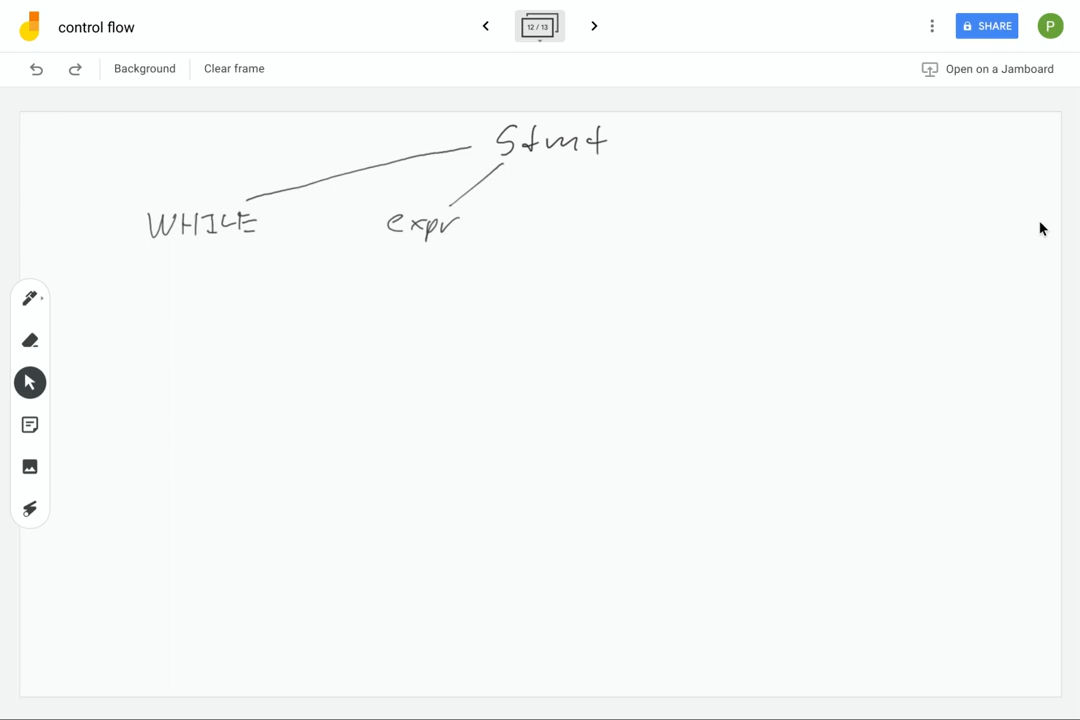 control flow
12 / 13
SHARE
P
Background
Clear frame
Open on a Jamboard
Stmt
WHILE
expr